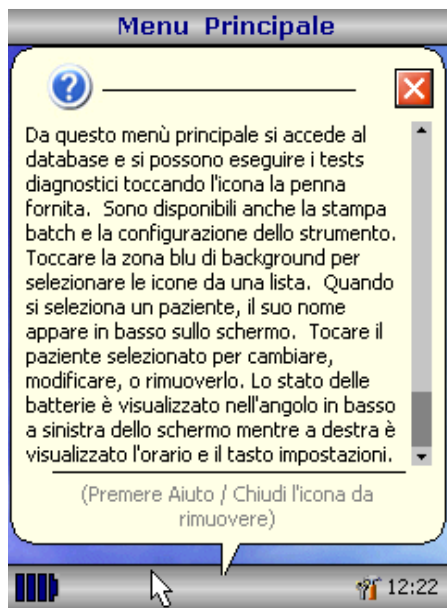 Menu Principale
Da questo menù principale si accede al
database e si possono eseguire i tests
diagnostici toccando l'icona la penna
fornita. Sono disponibili anche la stampa
batch e la configurazione dello strumento.
Toccare la zona blu di background per
selezionare le icone da una lista. Quando
si seleziona un paziente, il suo nome
appare in basso sullo schermo. Tocare il
paziente selezionato per cambiare,
modificare, o rimuoverlo. Lo stato delle
batterie è visualizzato nell'angolo in basso
a sinistra dello schermo mentre a destra è
visualizzato l'orario e il tasto impostazioni.
(Premere Aiuto / Chiudi l'icona da
rimuovere)
12:22